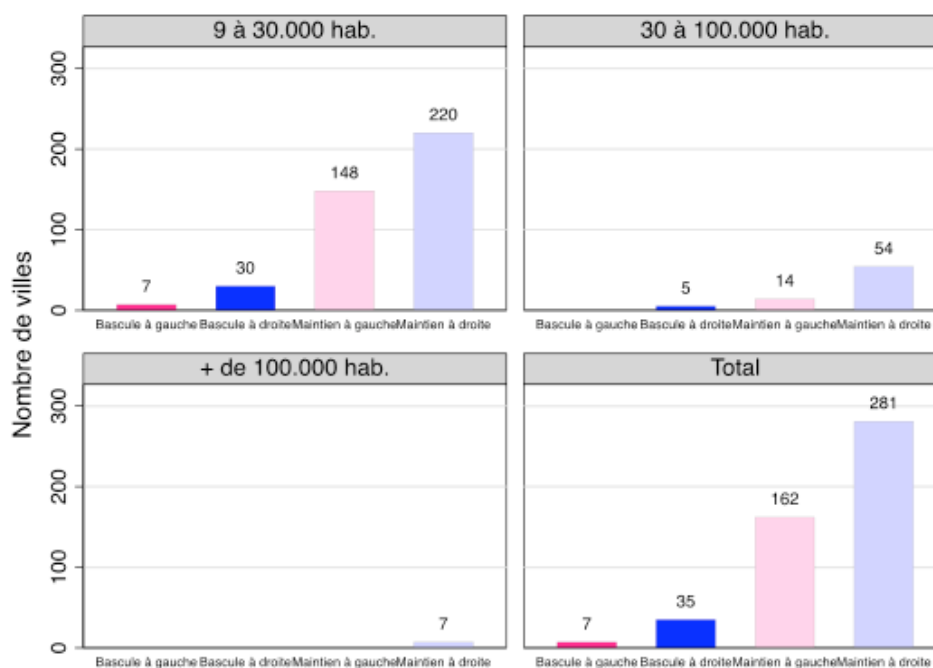 9 à 30.000 hab.
30 à 100.000 hab.
Nombre de villes
300
200
100
0
7
30
148
220
5
14
54
Bascule à gauche Bascule à droite Maintien à gauche Maintien à droite
Bascule à gauche Bascule à droite Maintien à gauche Maintien à droite
+ de 100.000 hab.
Total
300
200
100
0
7
7
35
162
281
Bascule à gauche Bascule à droite Maintien à gauche Maintien à droite
Bascule à gauche Bascule à droite Maintien à gauche Maintien à droite